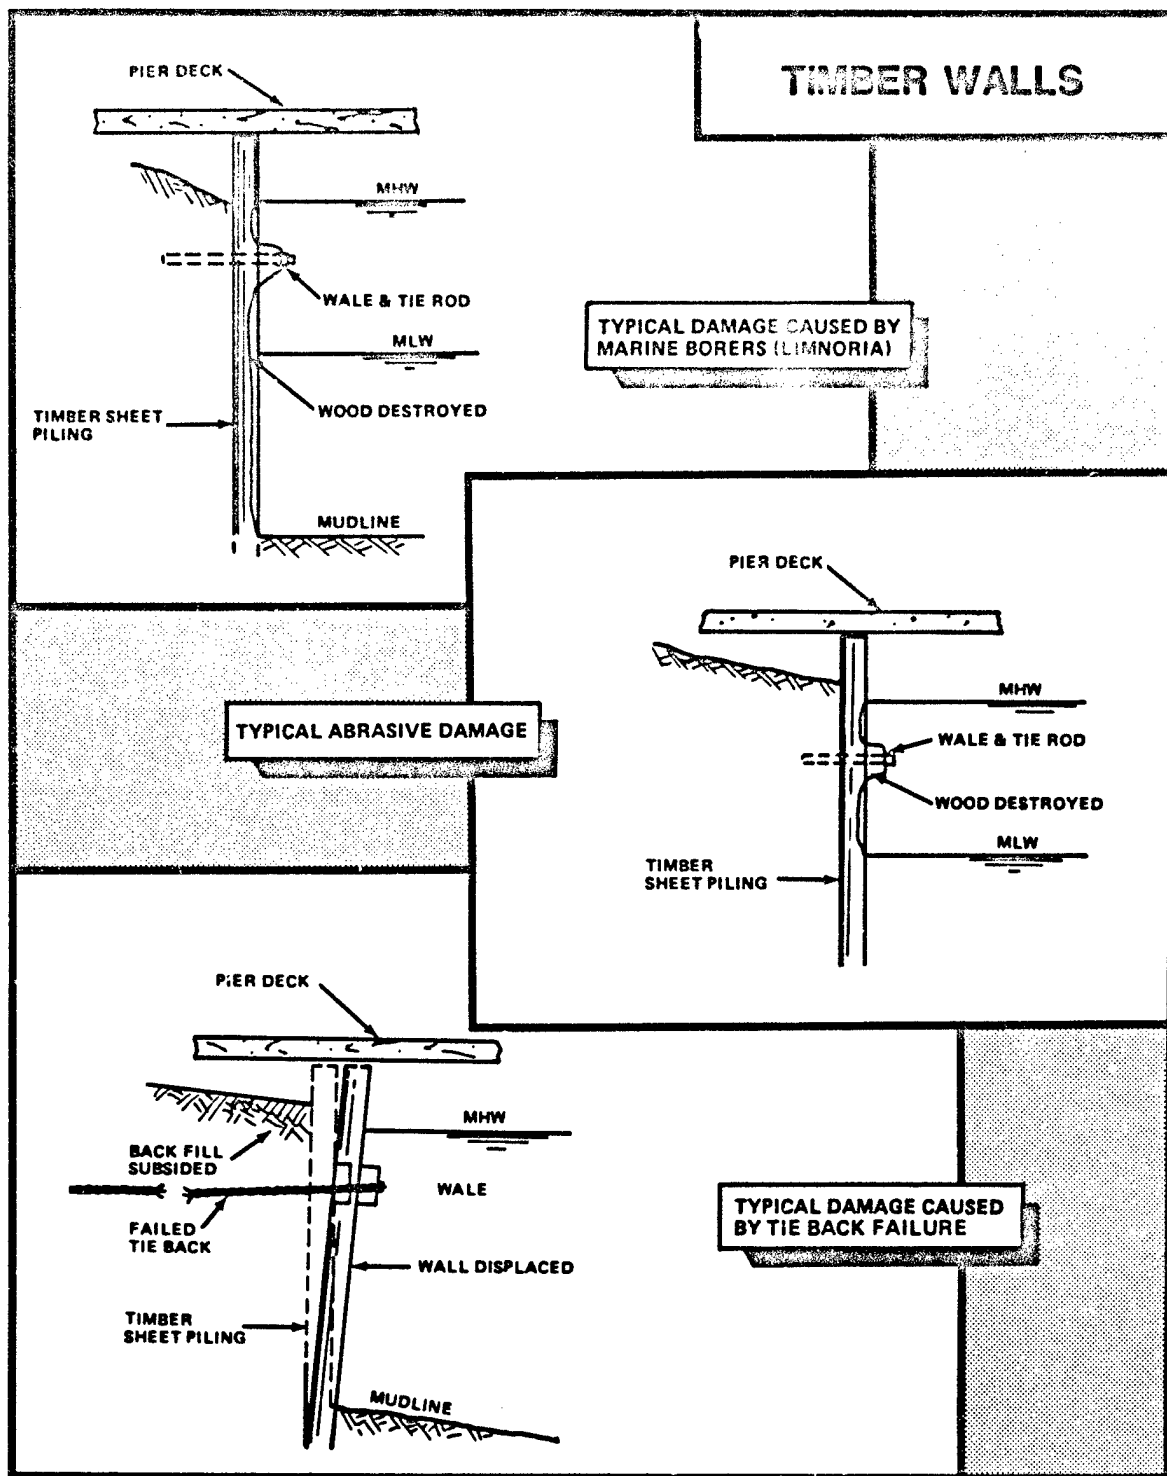 TIMBER WALLS
PIER DECK
MHW
WALE & TIE ROD
MLW
WOOD DESTROYED
TIMBER SHEET
PILING
MUDLINE
TYPICAL DAMAGE CAUSED BY
MARINE BORERS (LIMNORIA)
PIER DECK
MHW
WALE & TIE ROD
WOOD DESTROYED
MLW
TIMBER
SHEET PILING
TYPICAL ABRASIVE DAMAGE
PIER DECK
MHW
BACK FILL
SUBSIDED
WALE
FAILED
TIE BACK
WALL DISPLACED
TIMBER
SHEET PILING
MUDLINE
TYPICAL DAMAGE CAUSED
BY TIE BACK FAILURE